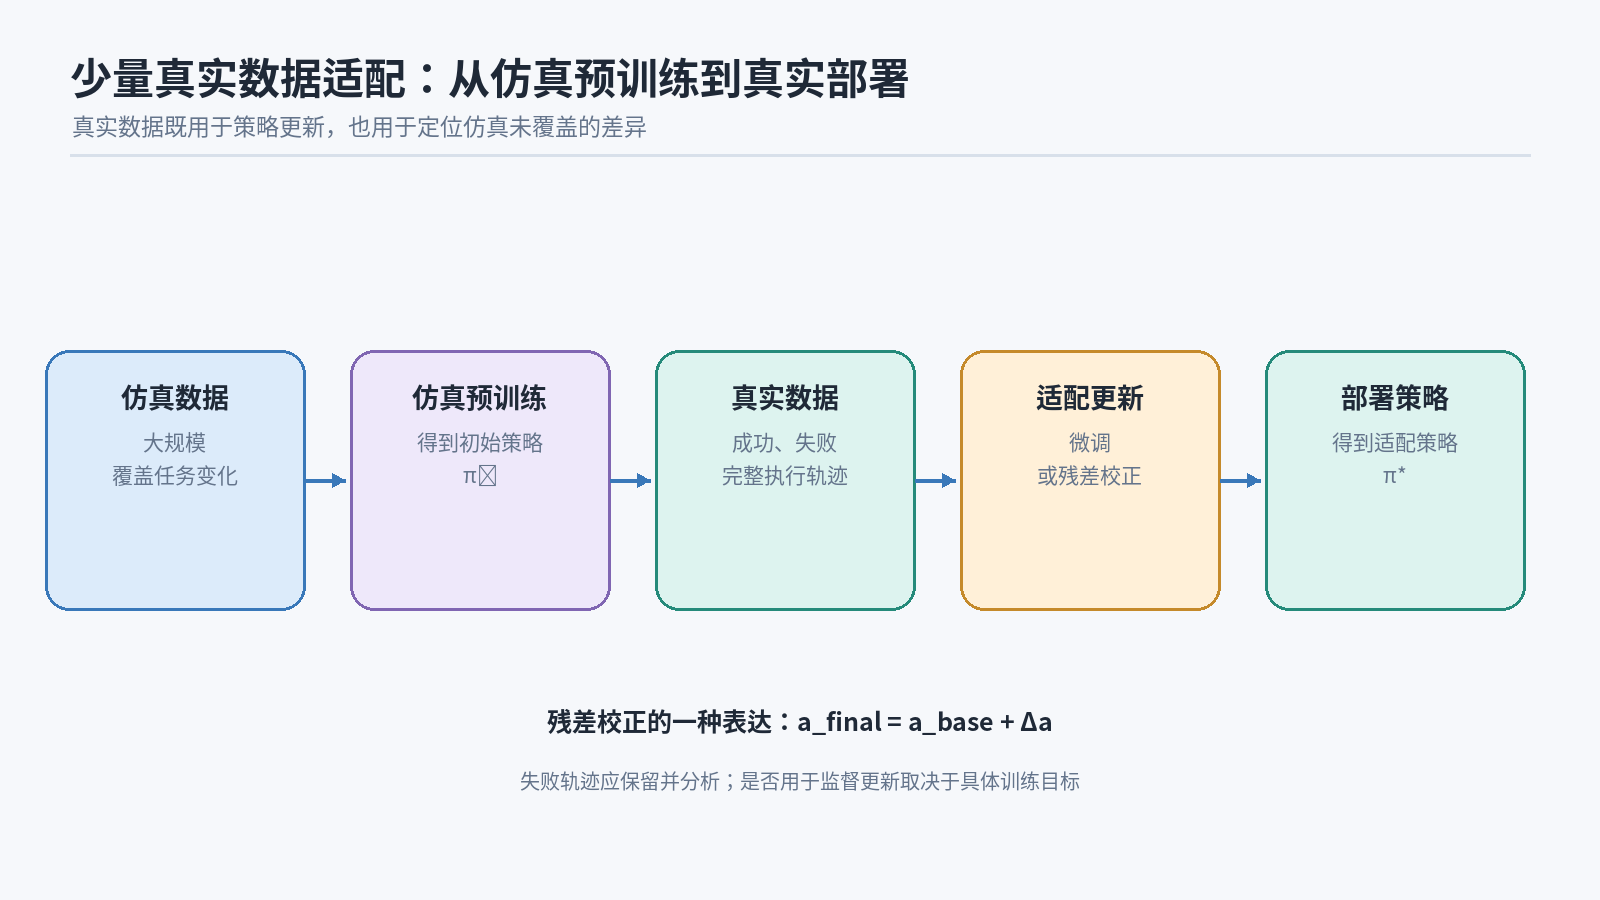 少量真实数据适配：从仿真预训练到真实部署
真实数据既用于策略更新，也用于定位仿真未覆盖的差异
仿真数据
大规模
覆盖任务变化
仿真预训练
得到初始策略
π
真实数据
成功、失败
完整执行轨迹
适配更新
微调
或残差校正
部署策略
得到适配策略
π*
残差校正的一种表达：a_final = a_base + Δa
失败轨迹应保留并分析；是否用于监督更新取决于具体训练目标